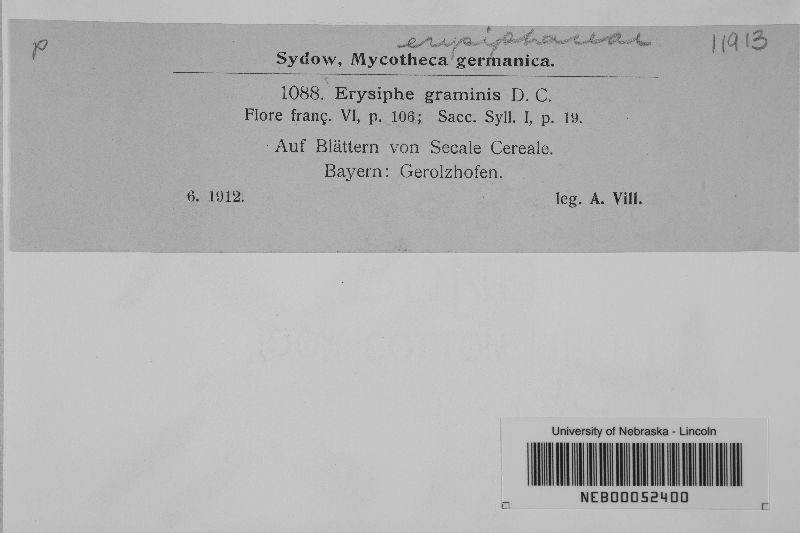 p
erysiphaceae
11913
Sydow, Mycotheca germanica.
1088. Erysiphe graminis D. C.
Flore franç. VI, p. 106; Sacc. Syll. I, p. 19.
Auf Blättern von Secale Cereale.
Bayern: Gerolzhofen.
6. 1912. leg. A. Vill.
University of Nebraska - Lincoln
NEB00052400